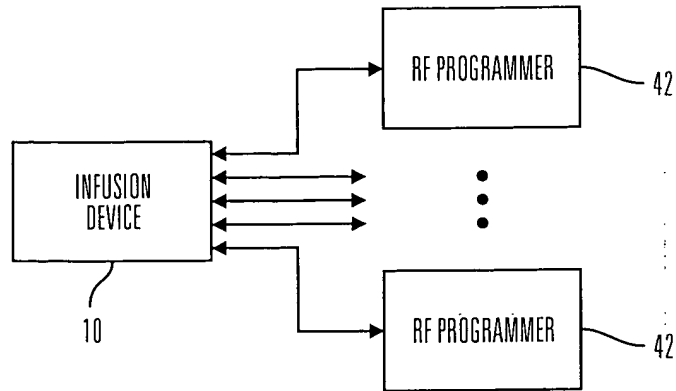 RF PROGRAMMER
42
INFUSION
DEVICE
10
RF PROGRAMMER
42